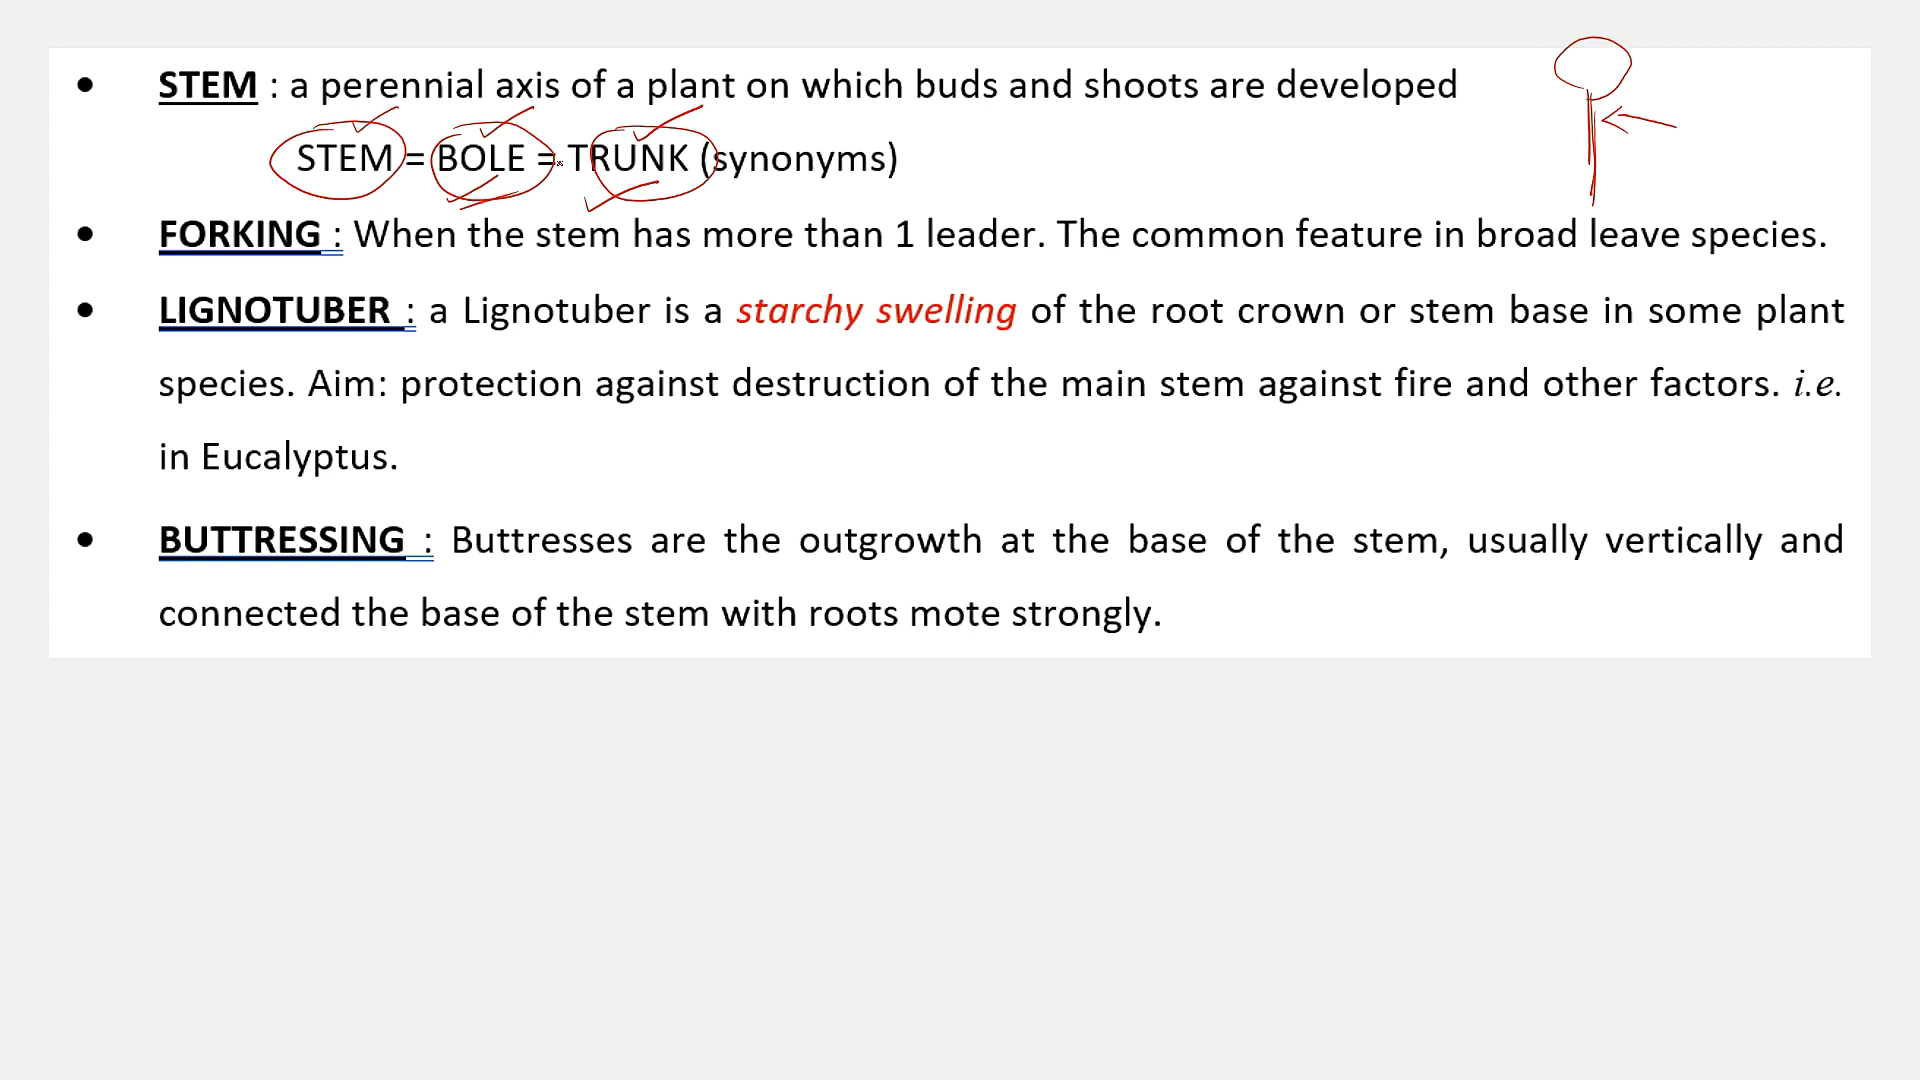 • STEM : a perennial axis of a plant on which buds and shoots are developed
STEM = BOLE = TRUNK (synonyms)
• FORKING : When the stem has more than 1 leader. The common feature in broad leave species.
• LIGNOTUBER : a Lignotuber is a starchy swelling of the root crown or stem base in some plant
species. Aim: protection against destruction of the main stem against fire and other factors. i.e.
in Eucalyptus.
• BUTTRESSING : Buttresses are the outgrowth at the base of the stem, usually vertically and
connected the base of the stem with roots mote strongly.